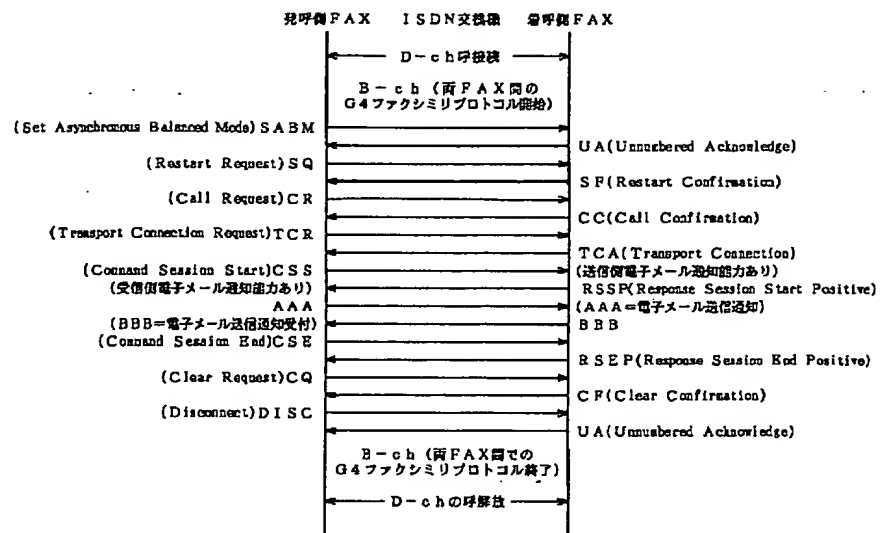 発呼側FAX ISDN交換機 着呼側FAX
D-ch呼接続
B-ch (両FAX間の
G4ファクシミリプロトコル開始)
(Set Asynchronous Balanced Mode) SABM
UA(Unnumbered Acknowledge)
(Restart Request) SQ
SF(Restart Confirmation)
(Call Request) CR
CC(Call Confirmation)
(Transport Connection Request) TCR
TCA(Transport Connection)
(Command Session Start) CSS
(送信側電子メール通知能力あり)
(受信側電子メール通知能力あり)
RSSP(Response Session Start Positive)
AAA
(AAA=電子メール送信通知)
(BBB=電子メール送信通知受付)
BBB
(Command Session End) CSE
RSEP(Response Session End Positive)
(Clear Request) CQ
CF(Clear Confirmation)
(Disconnect) DISC
UA(Unnumbered Acknowledge)
B-ch (両FAX間での
G4ファクシミリプロトコル終了)
D-chの呼解放